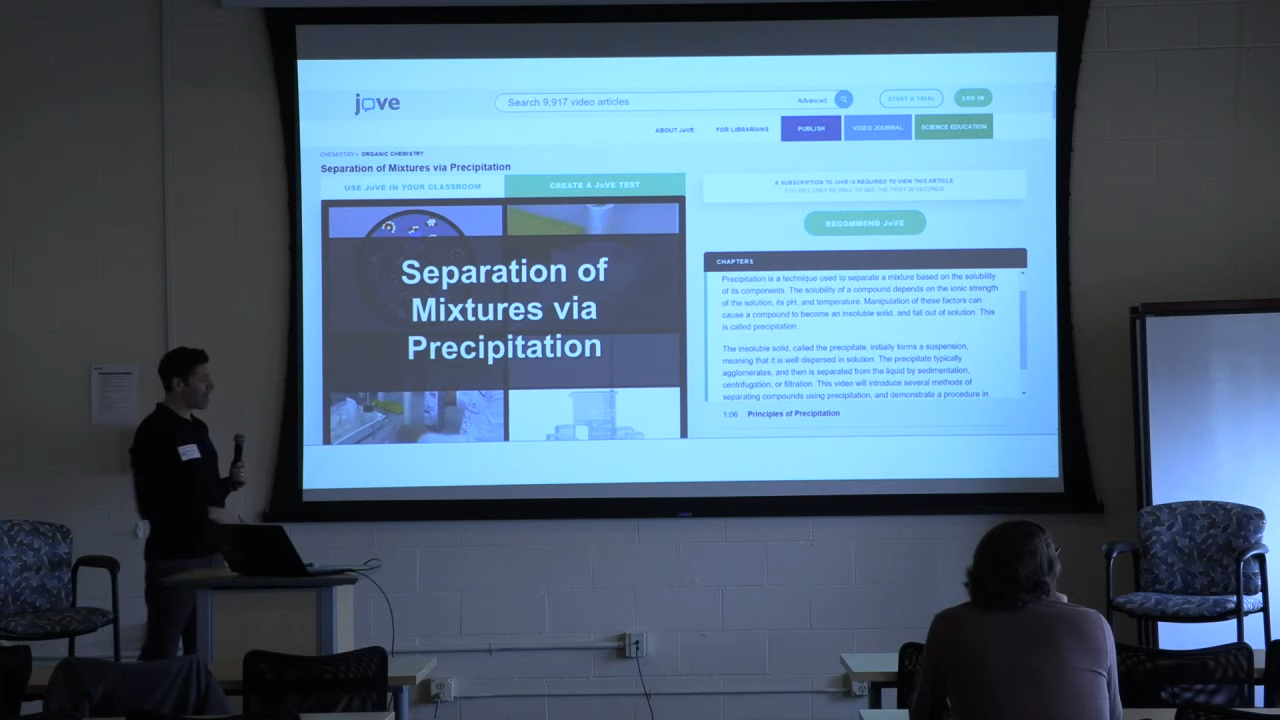 jove
Search 9,917 video articles
Advanced
START A TRIAL
LOG IN
ABOUT JoVE
FOR LIBRARIANS
PUBLISH
VIDEO JOURNAL
SCIENCE EDUCATION
CHEMISTRY > ORGANIC CHEMISTRY
Separation of Mixtures via Precipitation
USE JoVE IN YOUR CLASSROOM
CREATE A JoVE TEST
Separation of
Mixtures via
Precipitation
A SUBSCRIPTION TO JoVE IS REQUIRED TO VIEW THIS ARTICLE.
YOU WILL ONLY BE ABLE TO SEE THE FIRST 20 SECONDS.
RECOMMEND JoVE
CHAPTERS
Precipitation is a technique used to separate a mixture based on the solubility
of its components. The solubility of a compound depends on the ionic strength
of the solution, its pH, and temperature. Manipulation of these factors can
cause a compound to become an insoluble solid, and fall out of solution. This
is called precipitation.
The insoluble solid, called the precipitate, initially forms a suspension,
meaning that it is well dispersed in solution. The precipitate typically
agglomerates, and then is separated from the liquid by sedimentation,
centrifugation, or filtration. This video will introduce several methods of
separating compounds using precipitation, and demonstrate a procedure in
1:06 Principles of Precipitation